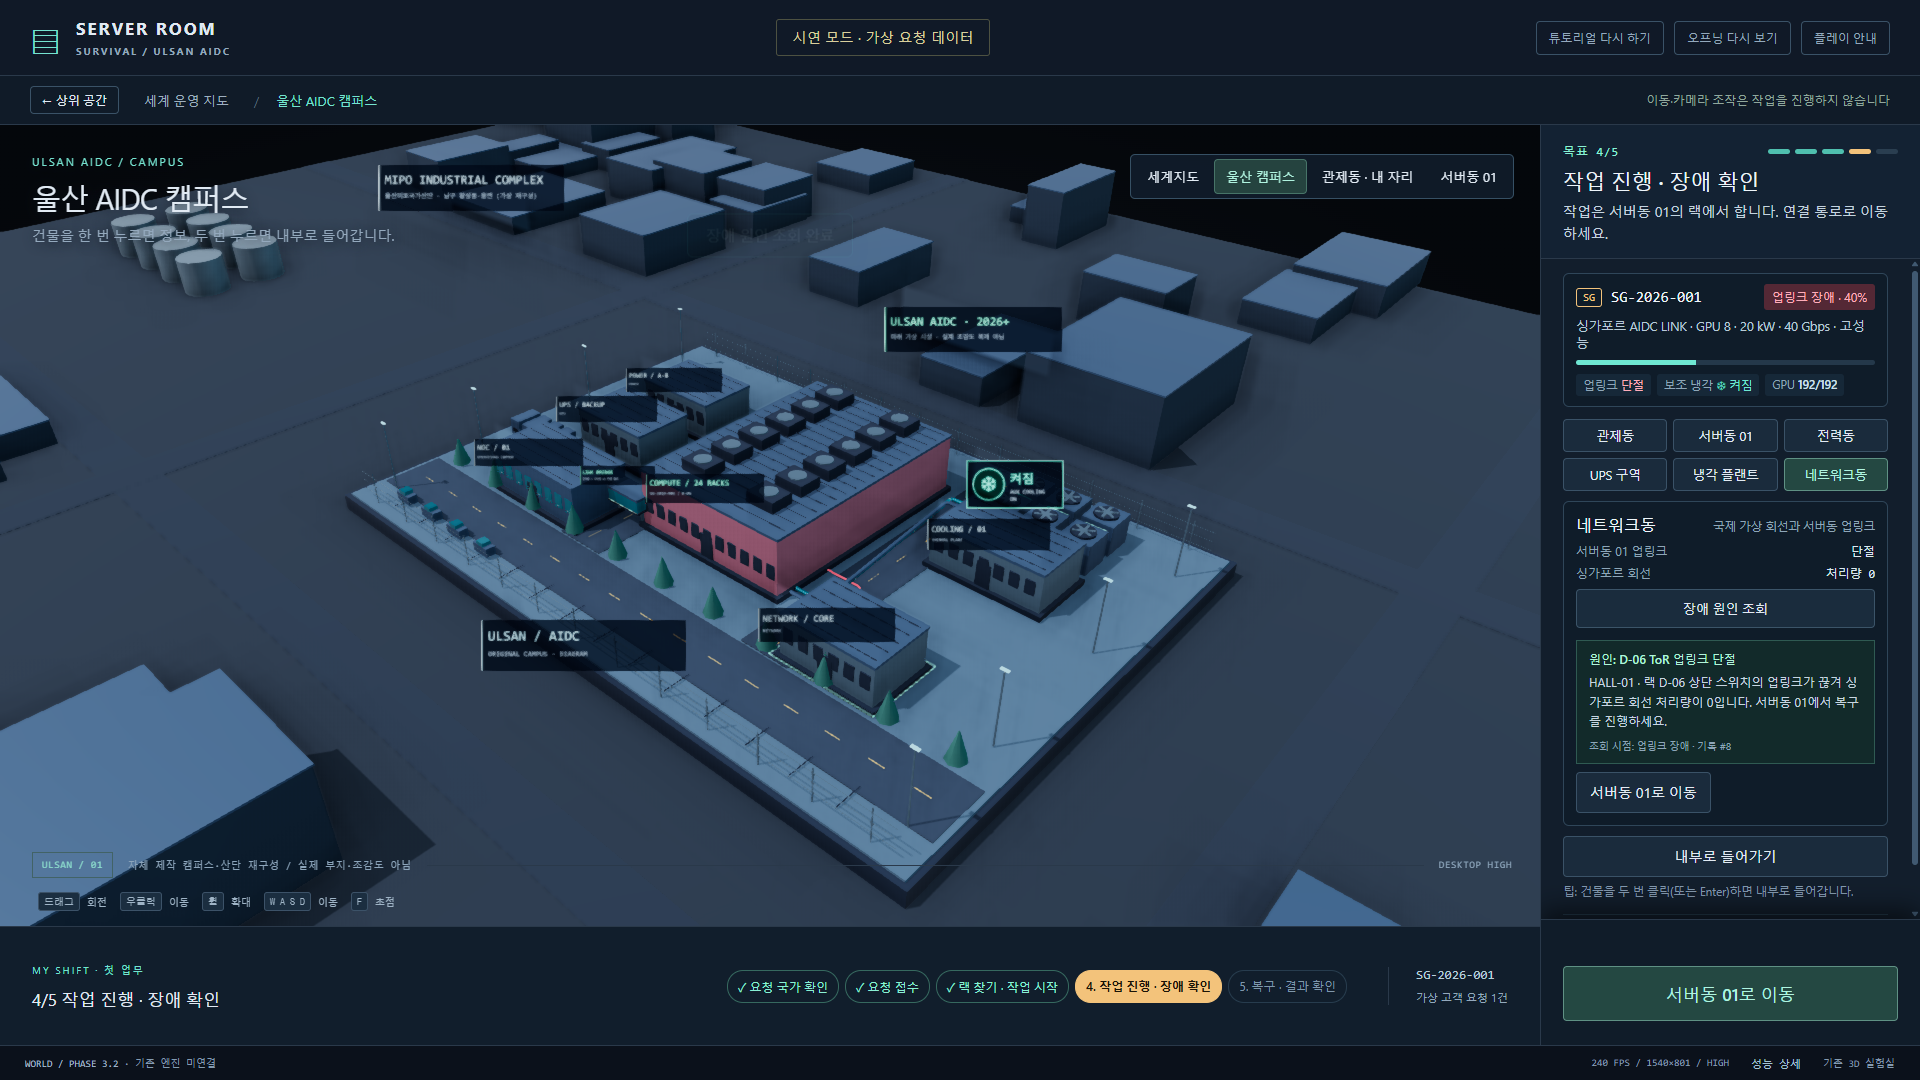 SERVER ROOM
SURVIVAL / ULSAN AIDC
시연 모드 · 가상 요청 데이터
튜토리얼 다시 하기
오프닝 다시 보기
플레이 안내
← 상위 공간
세계 운영 지도 / 울산 AIDC 캠퍼스
이동·카메라 조작은 작업을 진행하지 않습니다
ULSAN AIDC / CAMPUS
울산 AIDC 캠퍼스
건물을 한 번 누르면 정보, 두 번 누르면 내부로 들어갑니다.
MIPO INDUSTRIAL COMPLEX
세계지도
울산 캠퍼스
관제동 · 내 자리
서버동 01
장애 원인 조회 완료
ULSAN AIDC · 2026+
POWER / A-B
UPS / BACKUP
NOC / 01
COMPUTE / 24 RACKS
켜짐
AUX COOLING
ON
COOLING / 01
NETWORK / CORE
ULSAN / AIDC
ORIGINAL CAMPUS · DIAGRAM
ULSAN / 01
자체 제작 캠퍼스·산단 재구성 / 실제 부지·조감도 아님
DESKTOP HIGH
드래그 회전 우클릭 이동 휠 확대 W A S D 이동 F 초점
목표 4/5
작업 진행 · 장애 확인
작업은 서버동 01의 랙에서 합니다. 연결 통로로 이동
하세요.
SG SG-2026-001 업링크 장애 · 40%
싱가포르 AIDC LINK · GPU 8 · 20 kW · 40 Gbps · 고성
능
업링크 단절 보조 냉각 ❄ 켜짐 GPU 192/192
관제동
서버동 01
전력동
UPS 구역
냉각 플랜트
네트워크동
네트워크동 국제 가상 회선과 서버동 업링크
서버동 01 업링크 단절
싱가포르 회선 처리량 0
장애 원인 조회
원인: D-06 ToR 업링크 단절
HALL-01 · 랙 D-06 상단 스위치의 업링크가 끊겨 싱
가포르 회선 처리량이 0입니다. 서버동 01에서 복구
를 진행하세요.
조회 시점: 업링크 장애 · 기록 #8
서버동 01로 이동
내부로 들어가기
팁: 건물을 두 번 클릭(또는 Enter)하면 내부로 들어갑니다.
MY SHIFT · 첫 업무
4/5 작업 진행 · 장애 확인
✓ 요청 국가 확인
✓ 요청 접수
✓ 랙 찾기 · 작업 시작
4. 작업 진행 · 장애 확인
5. 복구 · 결과 확인
SG-2026-001
가상 고객 요청 1건
서버동 01로 이동
WORLD / PHASE 3.2 · 기존 엔진 미연결
240 FPS / 1540×801 / HIGH
성능 상세
기존 3D 실험실